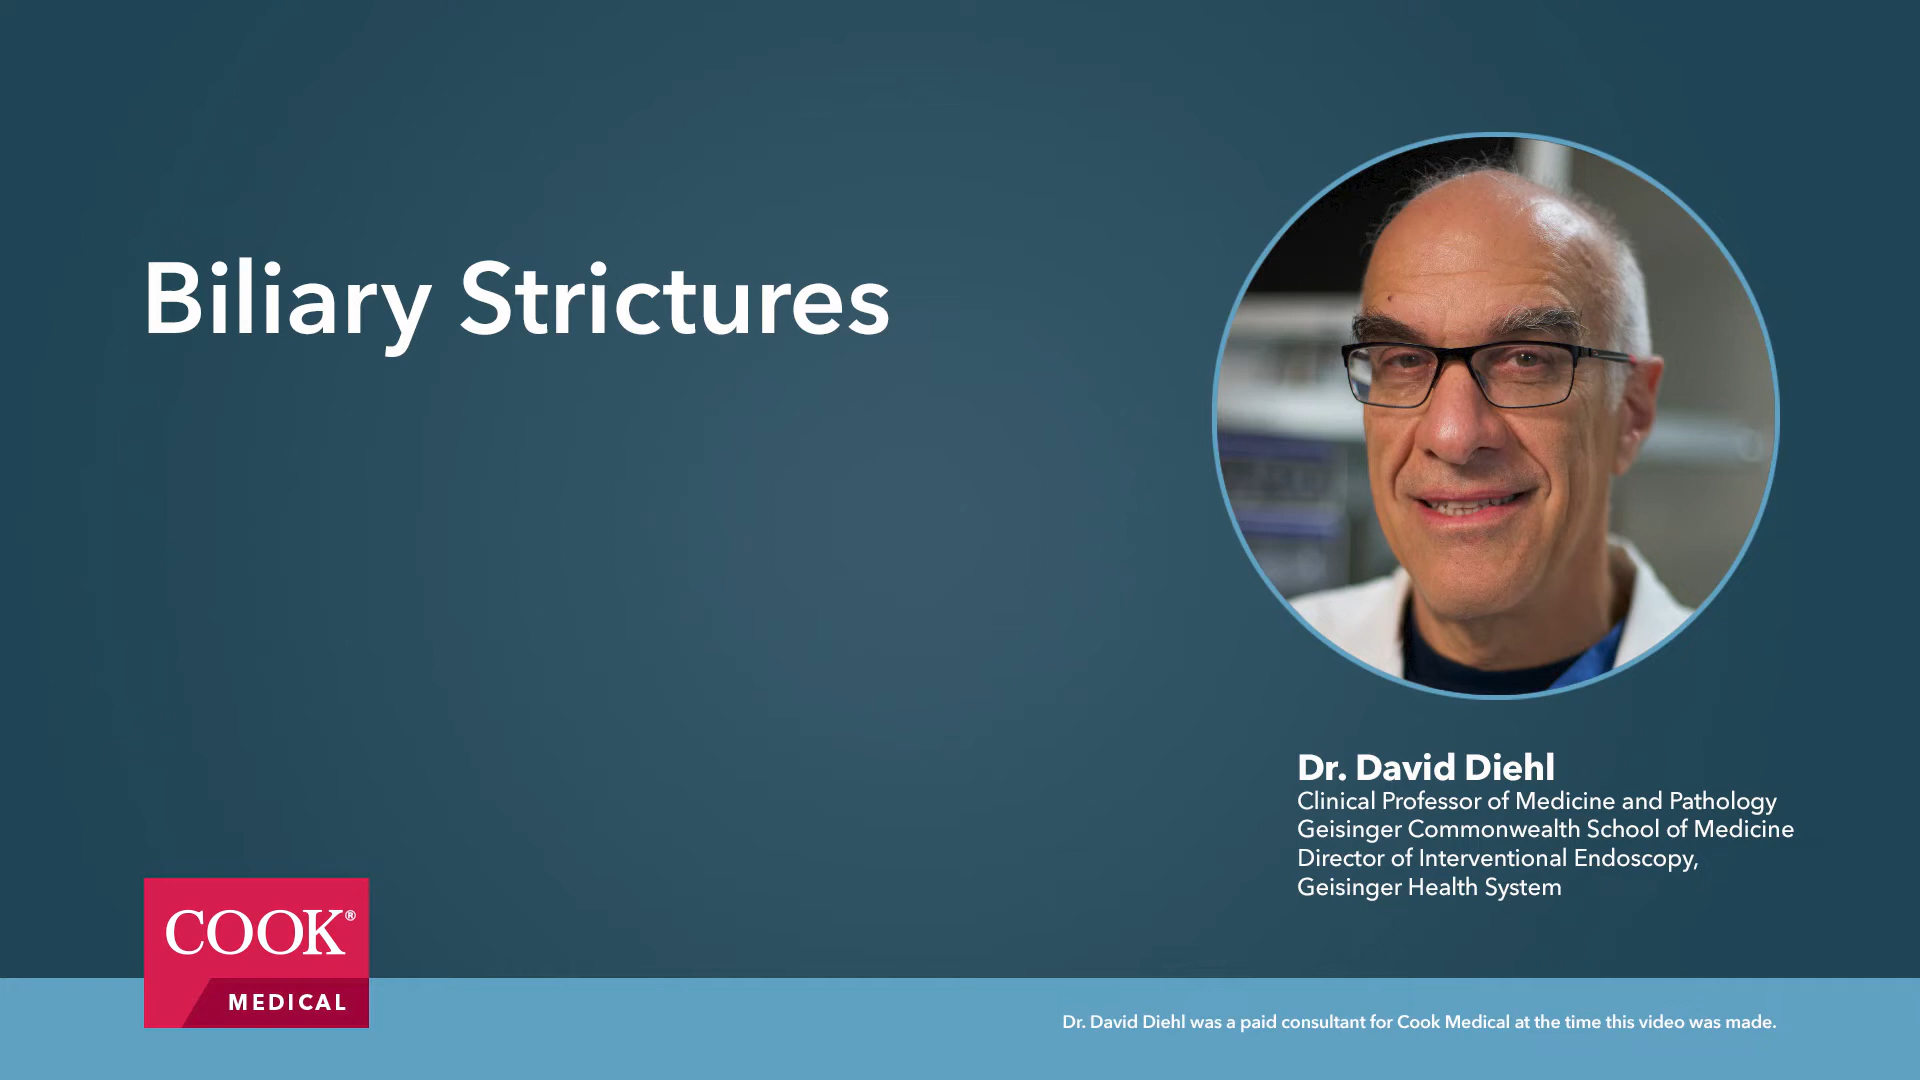 Biliary Strictures
Dr. David Diehl
Clinical Professor of Medicine and Pathology
Geisinger Commonwealth School of Medicine
Director of Interventional Endoscopy,
Geisinger Health System
COOK®
MEDICAL
Dr. David Diehl was a paid consultant for Cook Medical at the time this video was made.